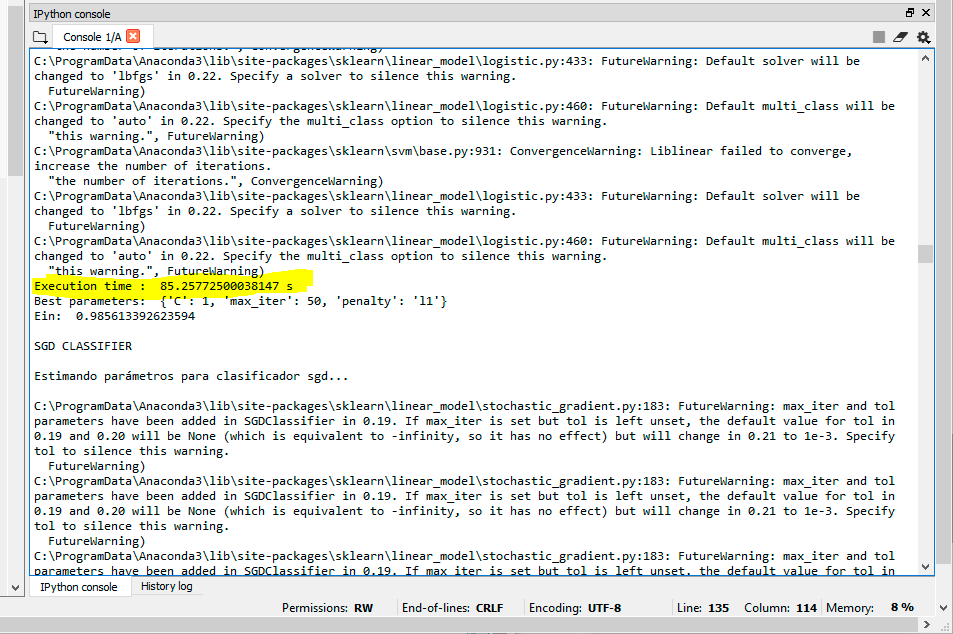 IPython console
Console 1/A
"the number of iterations.", ConvergenceWarning)
C:\ProgramData\Anaconda3\lib\site-packages\sklearn\linear_model\logistic.py:433: FutureWarning: Default solver will be
changed to 'lbfgs' in 0.22. Specify a solver to silence this warning.
FutureWarning)
C:\ProgramData\Anaconda3\lib\site-packages\sklearn\linear_model\logistic.py:460: FutureWarning: Default multi_class will be
changed to 'auto' in 0.22. Specify the multi_class option to silence this warning.
"this warning.", FutureWarning)
C:\ProgramData\Anaconda3\lib\site-packages\sklearn\svm\base.py:931: ConvergenceWarning: Liblinear failed to converge,
increase the number of iterations.
"the number of iterations.", ConvergenceWarning)
C:\ProgramData\Anaconda3\lib\site-packages\sklearn\linear_model\logistic.py:433: FutureWarning: Default solver will be
changed to 'lbfgs' in 0.22. Specify a solver to silence this warning.
FutureWarning)
C:\ProgramData\Anaconda3\lib\site-packages\sklearn\linear_model\logistic.py:460: FutureWarning: Default multi_class will be
changed to 'auto' in 0.22. Specify the multi_class option to silence this warning.
"this warning.", FutureWarning)
Execution time :  85.25772500038147 s
Best parameters:  {'C': 1, 'max_iter': 50, 'penalty': 'l1'}
Ein:  0.985613392623594
SGD CLASSIFIER
Estimando parámetros para clasificador sgd...
C:\ProgramData\Anaconda3\lib\site-packages\sklearn\linear_model\stochastic_gradient.py:183: FutureWarning: max_iter and tol
parameters have been added in SGDClassifier in 0.19. If max_iter is set but tol is left unset, the default value for tol in
0.19 and 0.20 will be None (which is equivalent to -infinity, so it has no effect) but will change in 0.21 to 1e-3. Specify
tol to silence this warning.
FutureWarning)
C:\ProgramData\Anaconda3\lib\site-packages\sklearn\linear_model\stochastic_gradient.py:183: FutureWarning: max_iter and tol
parameters have been added in SGDClassifier in 0.19. If max_iter is set but tol is left unset, the default value for tol in
0.19 and 0.20 will be None (which is equivalent to -infinity, so it has no effect) but will change in 0.21 to 1e-3. Specify
tol to silence this warning.
FutureWarning)
C:\ProgramData\Anaconda3\lib\site-packages\sklearn\linear_model\stochastic_gradient.py:183: FutureWarning: max_iter and tol
parameters have been added in SGDClassifier in 0.19. If max_iter is set but tol is left unset, the default value for tol in
IPython console History log
Permissions: RW End-of-lines: CRLF Encoding: UTF-8 Line: 135 Column: 114 Memory: 8 %